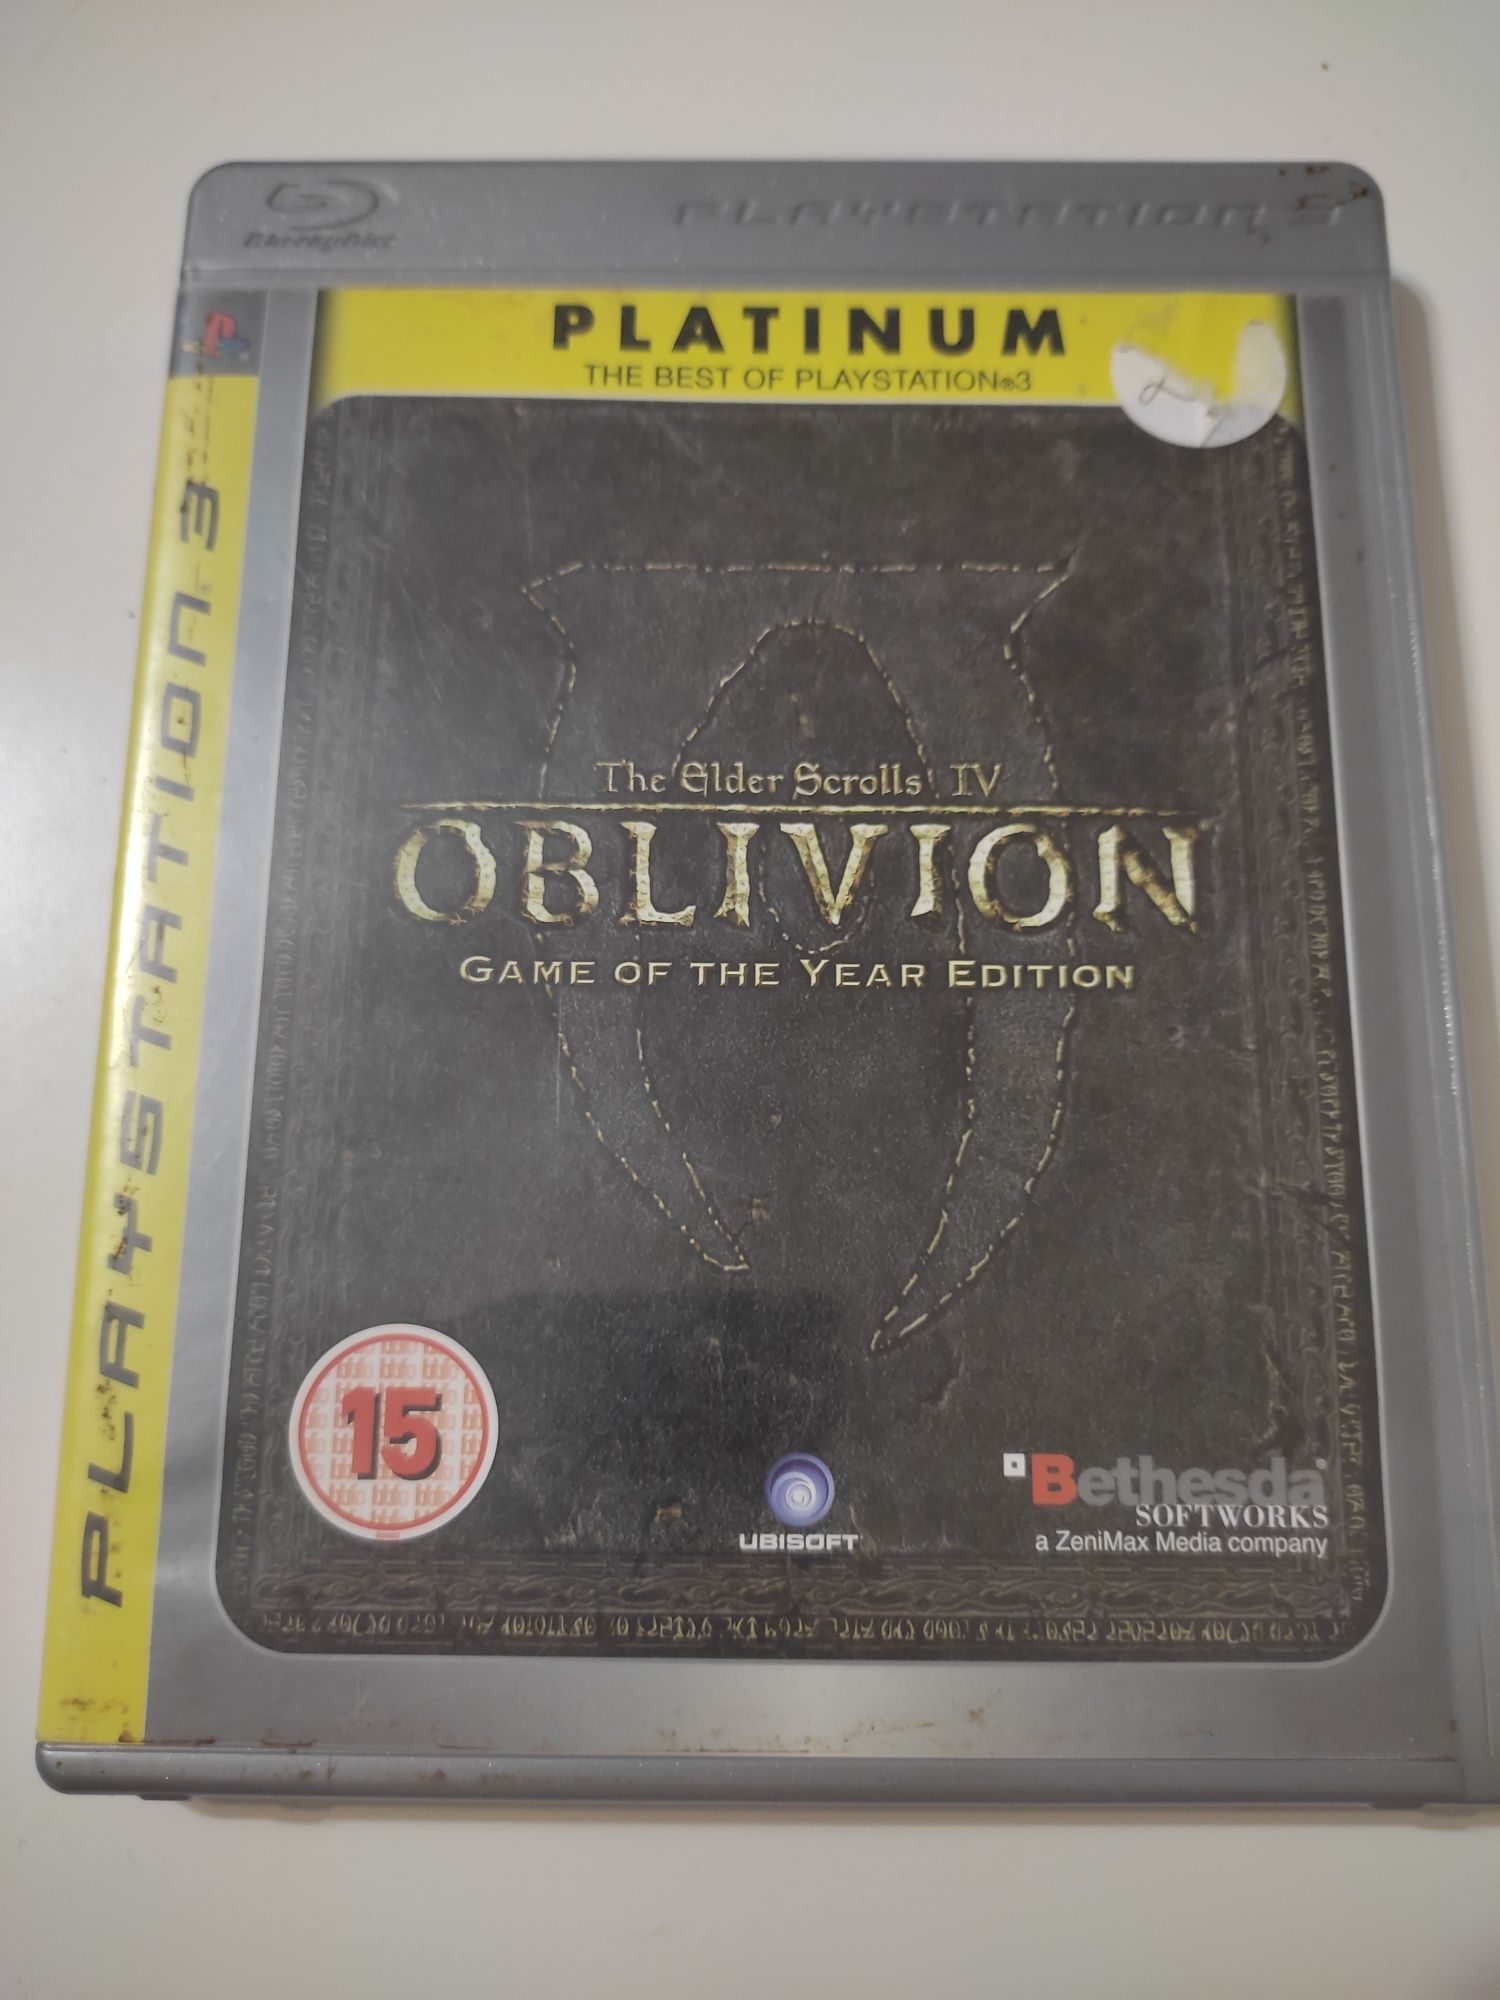 Blu-ray Disc
PLAYSTATION 3
PLATINUM
THE BEST OF PLAYSTATION®3
PLAYSTATION 3
The Elder Scrolls IV
OBLIVION
GAME OF THE YEAR EDITION
15
UBISOFT
Bethesda
SOFTWORKS
a ZeniMax Media company